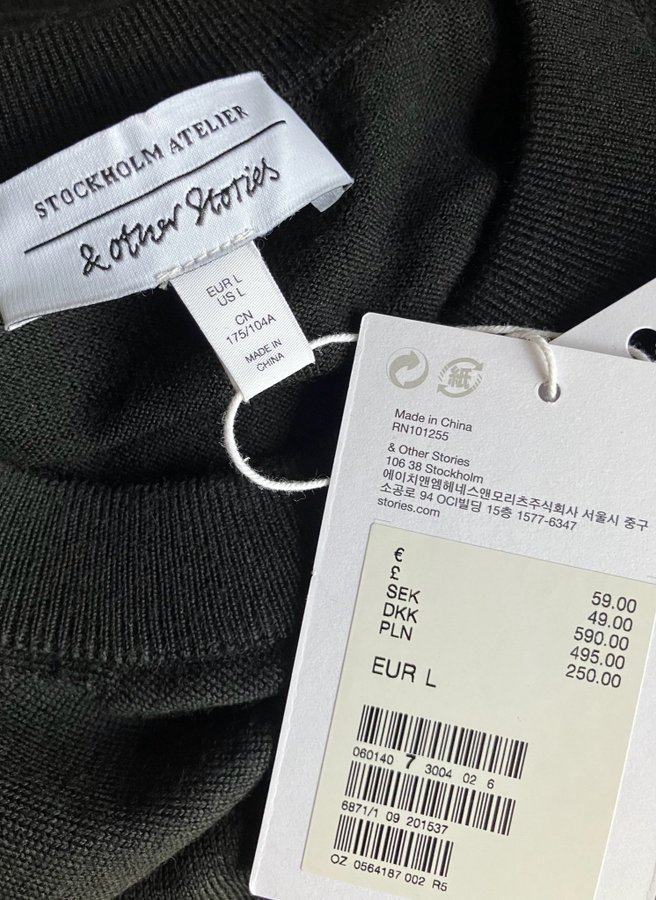 STOCKHOLM ATELIER
& other Stories
EUR L
US L
CN
175/104A
MADE IN
CHINA
紙
Made in China
RN101255
& Other Stories
106 38 Stockholm
에이치앤엠헤네스앤모리츠주식회사 서울시 중구
소공로 94 OCI빌딩 15층 1577-6347
stories.com
€ 59.00
£ 49.00
SEK 590.00
DKK 495.00
PLN 250.00
EUR L
060140 7 3004 02 6
6871/1 09 201537
OZ 0564187 002 R5